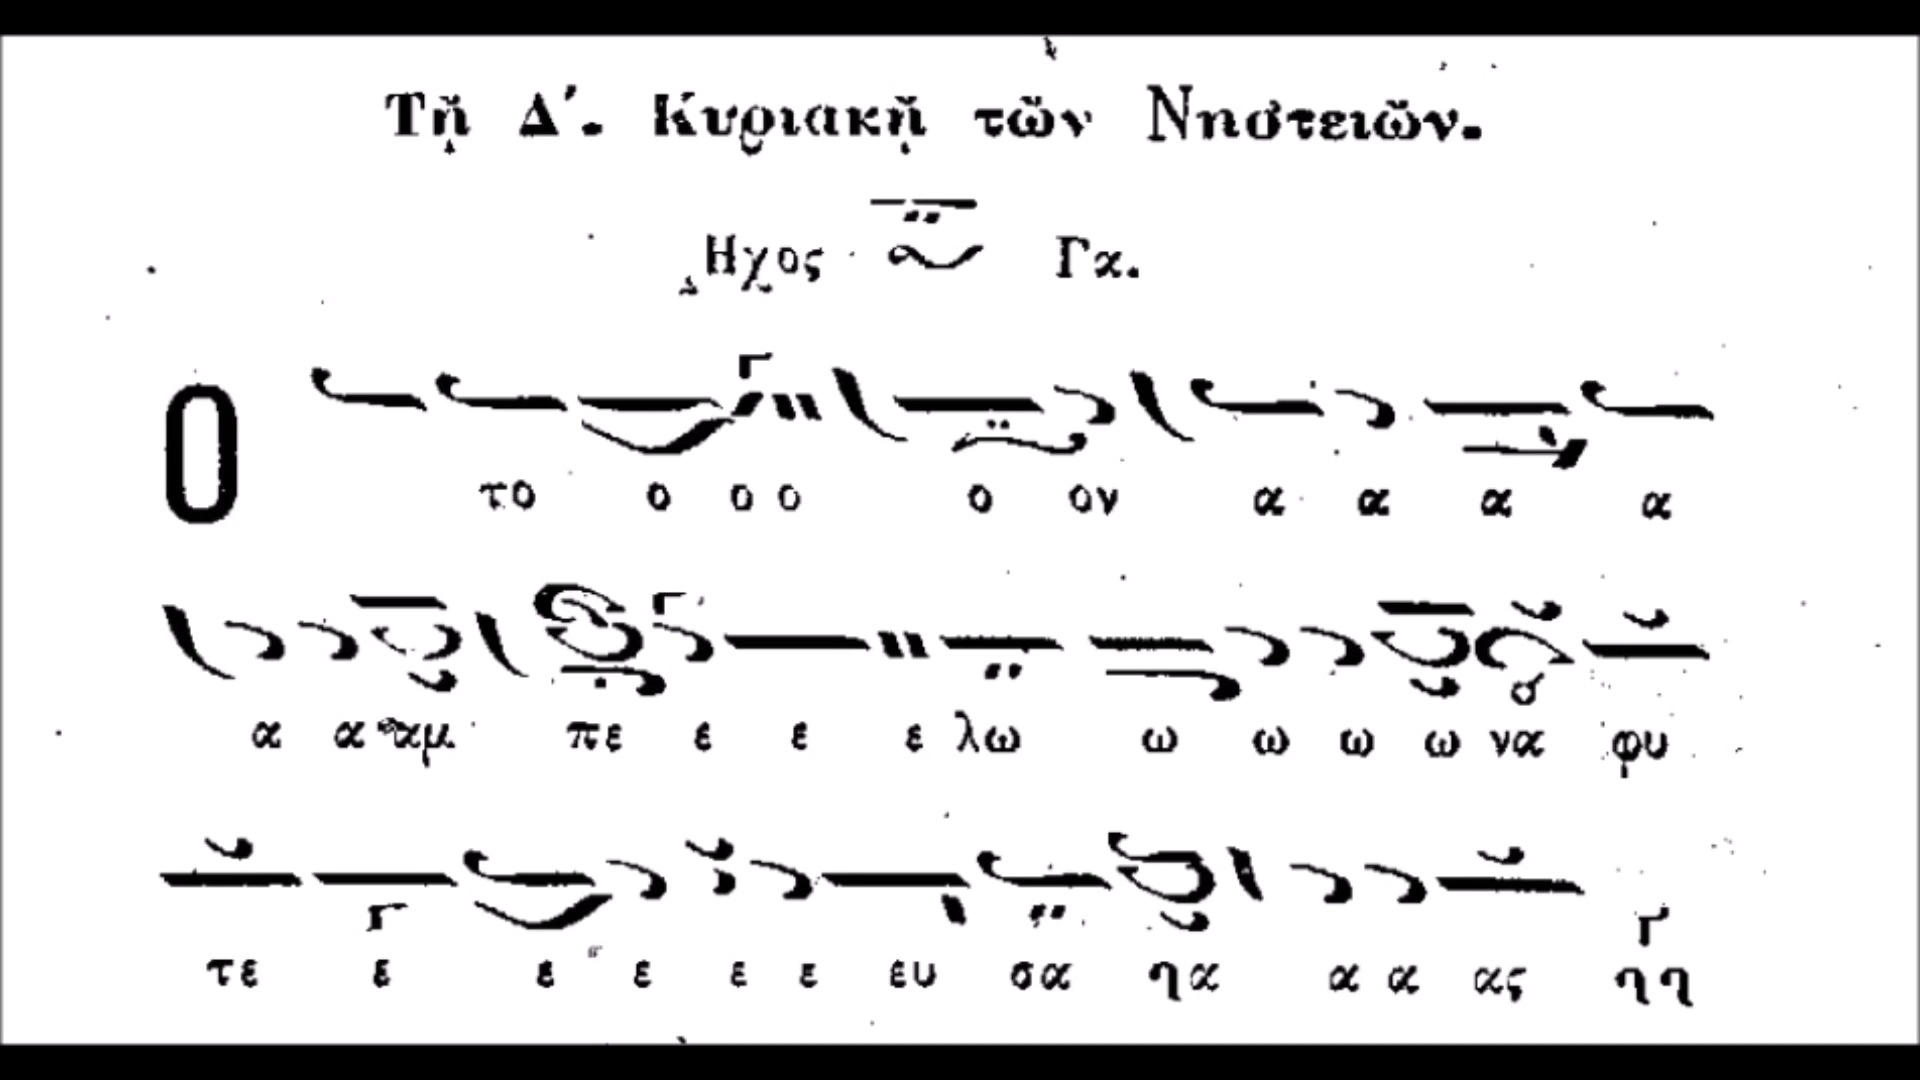 Τῇ Δʹ. Κυριακῇ τῶν Νηστειῶν.
Ἦχος Γα.
Ο το ο ο ο ο ον α α α α
α α αμ πε ε ε ε λω ω ω ω ω να φυ
τε ε ε ε ε ε ευ σα ηα α α ας ηη